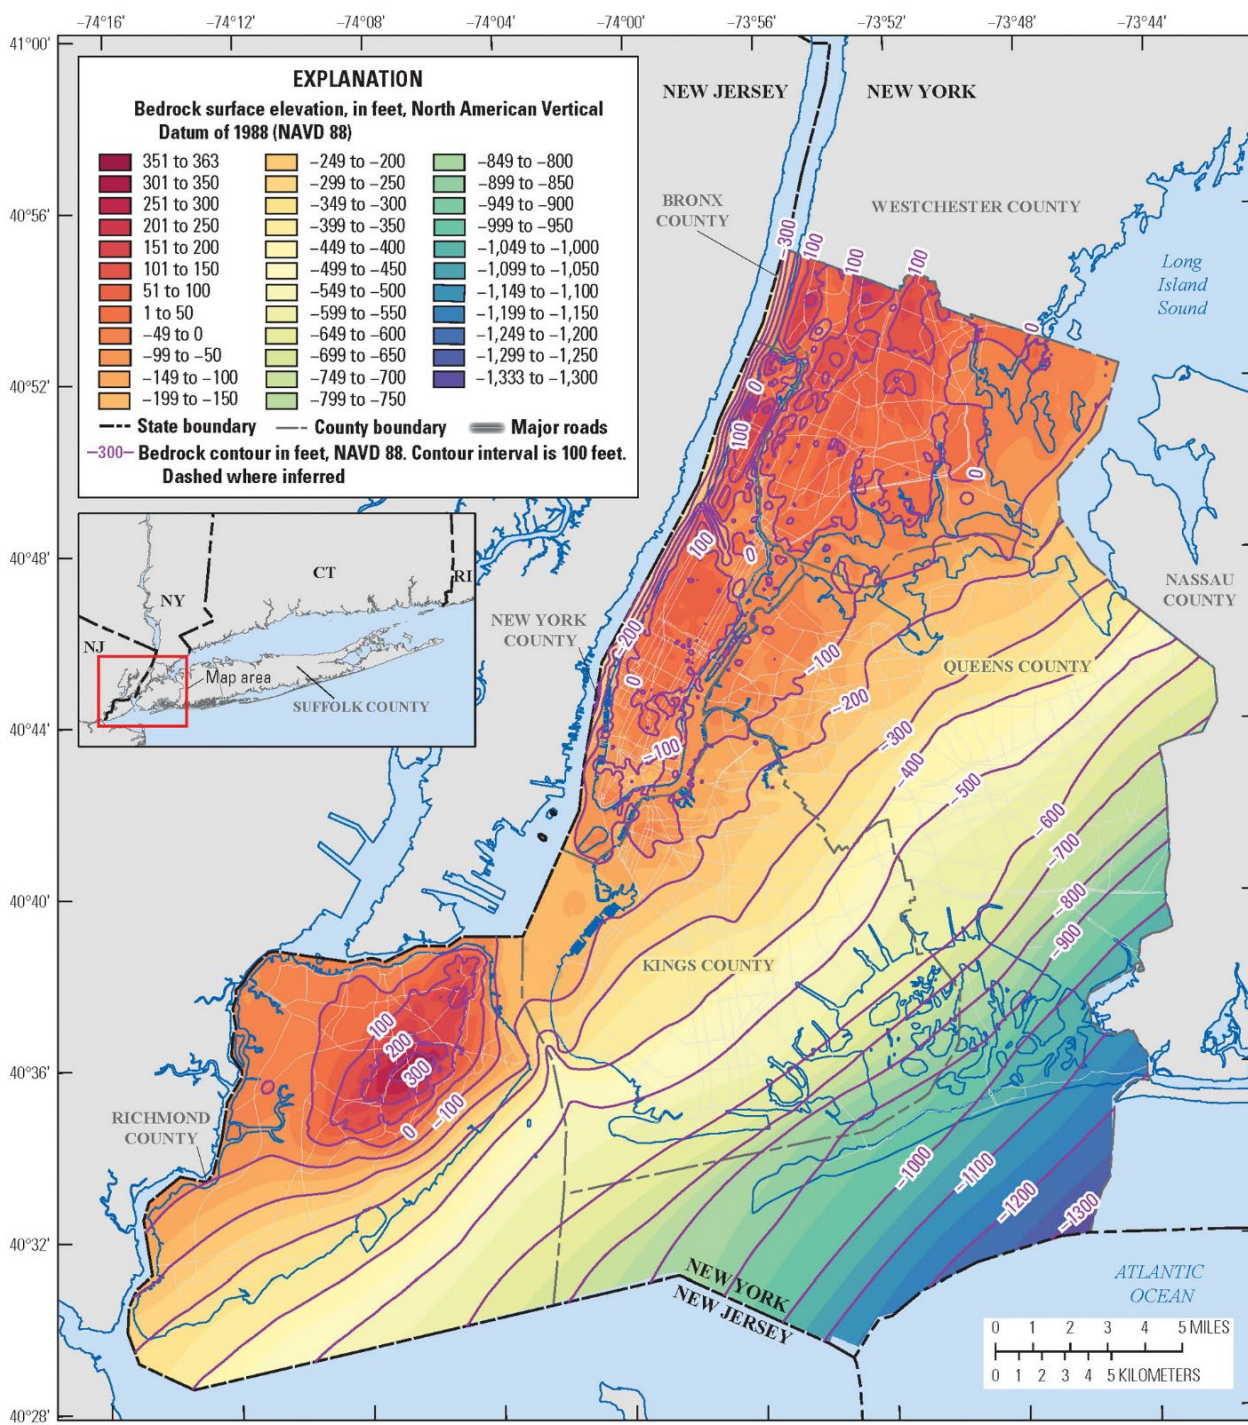 −74°16'
−74°12'
−74°08'
−74°04'
−74°00'
−73°56'
−73°52'
−73°48'
−73°44'
41°00'
40°56'
40°52'
40°48'
40°44'
40°40'
40°36'
40°32'
40°28'
EXPLANATION
Bedrock surface elevation, in feet, North American Vertical
Datum of 1988 (NAVD 88)
351 to 363
301 to 350
251 to 300
201 to 250
151 to 200
101 to 150
51 to 100
1 to 50
−49 to 0
−99 to −50
−149 to −100
−199 to −150
−249 to −200
−299 to −250
−349 to −300
−399 to −350
−449 to −400
−499 to −450
−549 to −500
−599 to −550
−649 to −600
−699 to −650
−749 to −700
−799 to −750
−849 to −800
−899 to −850
−949 to −900
−999 to −950
−1,049 to −1,000
−1,099 to −1,050
−1,149 to −1,100
−1,199 to −1,150
−1,249 to −1,200
−1,299 to −1,250
−1,333 to −1,300
State boundary
County boundary
Major roads
−300− Bedrock contour in feet, NAVD 88. Contour interval is 100 feet.
Dashed where inferred
NJ
NY
CT
RI
Map area
SUFFOLK COUNTY
NEW JERSEY
NEW YORK
BRONX
COUNTY
WESTCHESTER COUNTY
Long
Island
Sound
−300
100
100
100
0
0
100
0
100
0
NASSAU
COUNTY
NEW YORK
COUNTY
−200
0
−100
−100
−200
QUEENS COUNTY
−300
−400
−500
−600
−700
−800
−900
KINGS COUNTY
100
200
300
0
−100
RICHMOND
COUNTY
−1000
−1100
−1200
−1300
NEW YORK
NEW JERSEY
ATLANTIC
OCEAN
0 1 2 3 4 5 MILES
0 1 2 3 4 5 KILOMETERS